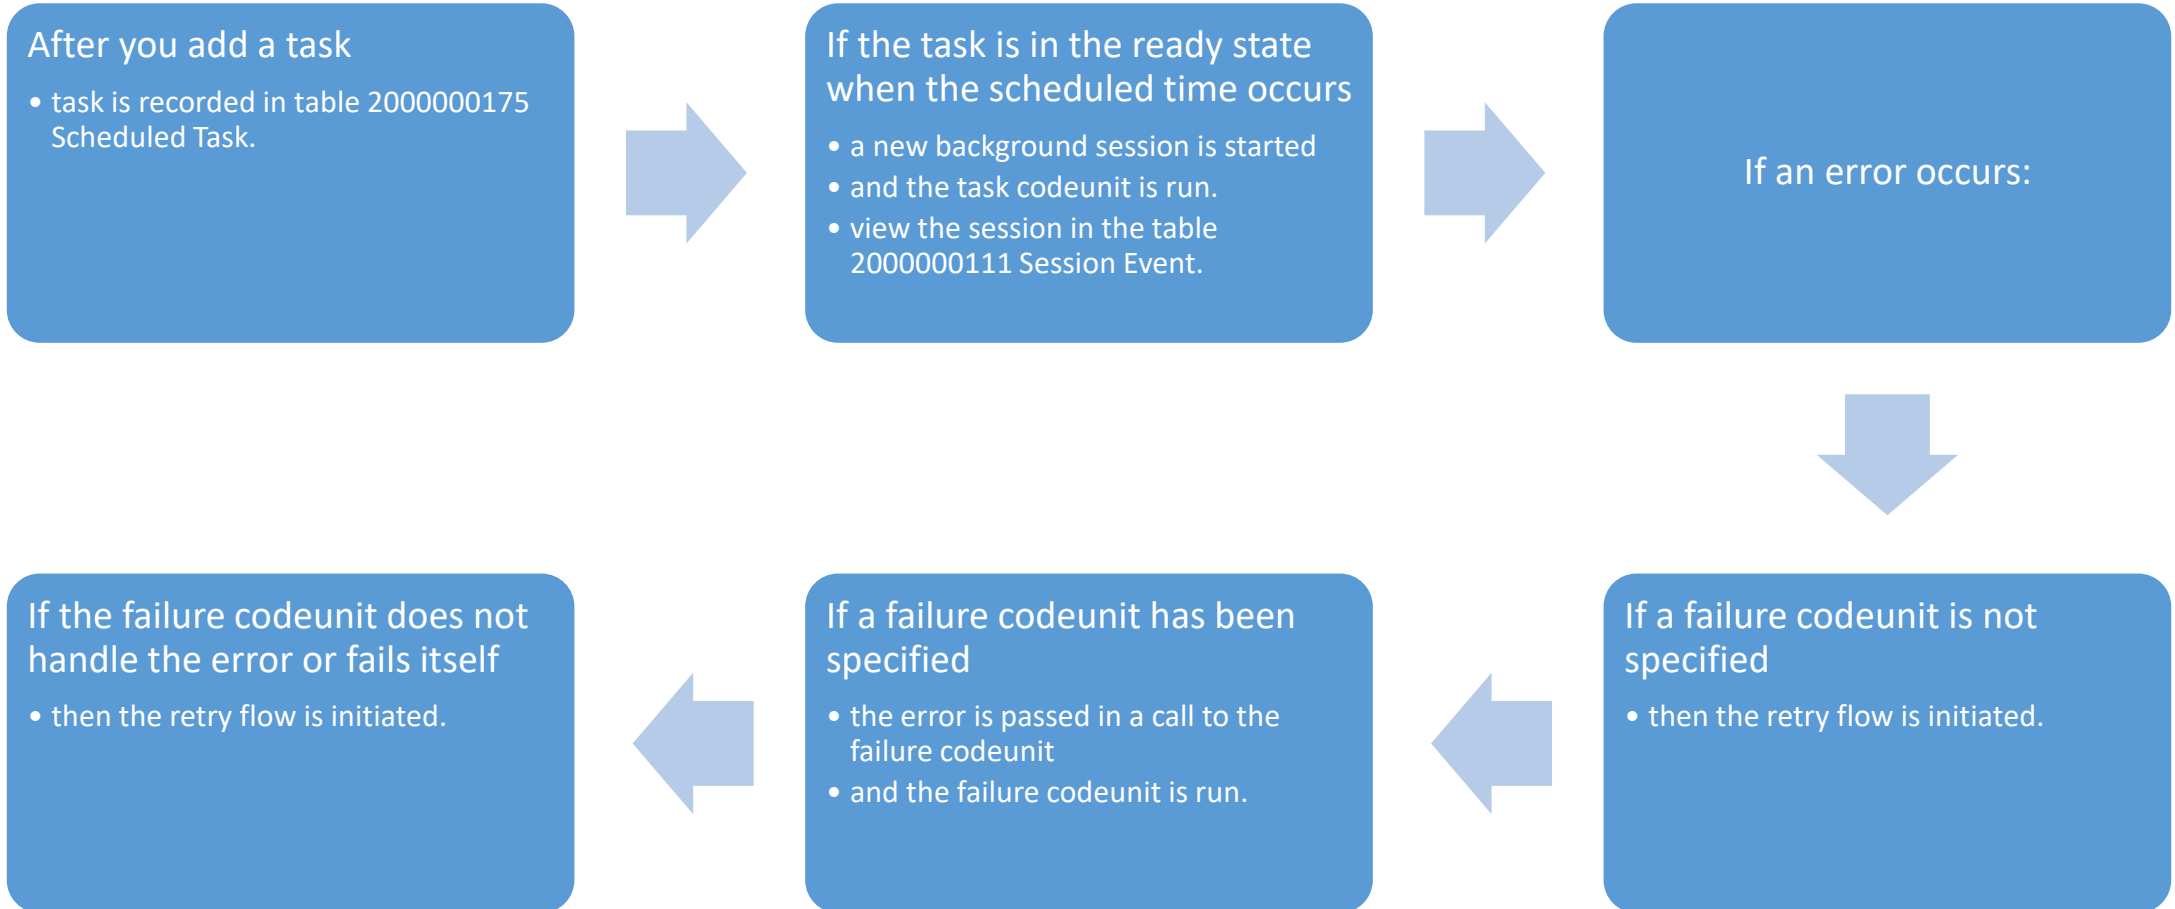 After you add a task
• task is recorded in table 2000000175
Scheduled Task.
If the task is in the ready state
when the scheduled time occurs
• a new background session is started
• and the task codeunit is run.
• view the session in the table
2000000111 Session Event.
If an error occurs:
If a failure codeunit is not
specified
• then the retry flow is initiated.
If a failure codeunit has been
specified
• the error is passed in a call to the
failure codeunit
• and the failure codeunit is run.
If the failure codeunit does not
handle the error or fails itself
• then the retry flow is initiated.